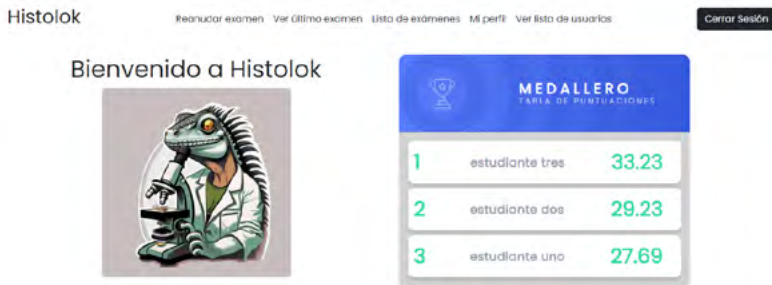 Histolok
Reanudar examen Ver último examen Lista de exámenes Mi perfil Ver lista de usuarios
Cerrar Sesión
Bienvenido a Histolok
MEDALLERO
TABLA DE PUNTUACIONES
1 estudiante tres 33.23
2 estudiante dos 29.23
3 estudiante uno 27.69